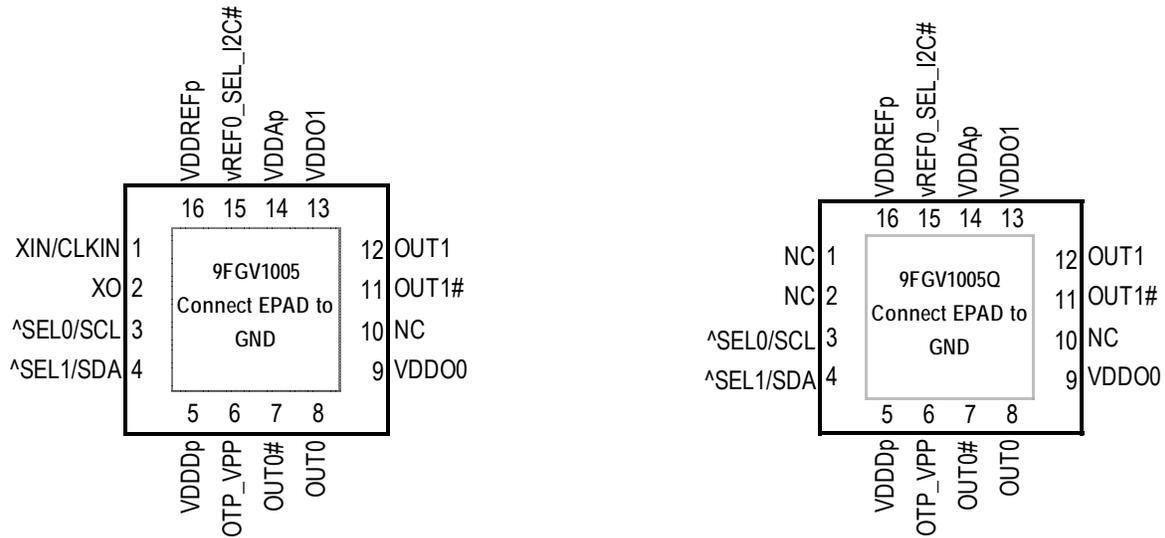 VDDREFp
vREF0_SEL_I2C#
VDDAp
VDDO1
16 15 14 13
XIN/CLKIN 1
XO 2
^SEL0/SCL 3
^SEL1/SDA 4
9FGV1005
Connect EPAD to
GND
12 OUT1
11 OUT1#
10 NC
9 VDDO0
5 6 7 8
VDDDp
OTP_VPP
OUT0#
OUT0
VDDREFp
vREF0_SEL_I2C#
VDDAp
VDDO1
16 15 14 13
NC 1
NC 2
^SEL0/SCL 3
^SEL1/SDA 4
9FGV1005Q
Connect EPAD to
GND
12 OUT1
11 OUT1#
10 NC
9 VDDO0
5 6 7 8
VDDDp
OTP_VPP
OUT0#
OUT0